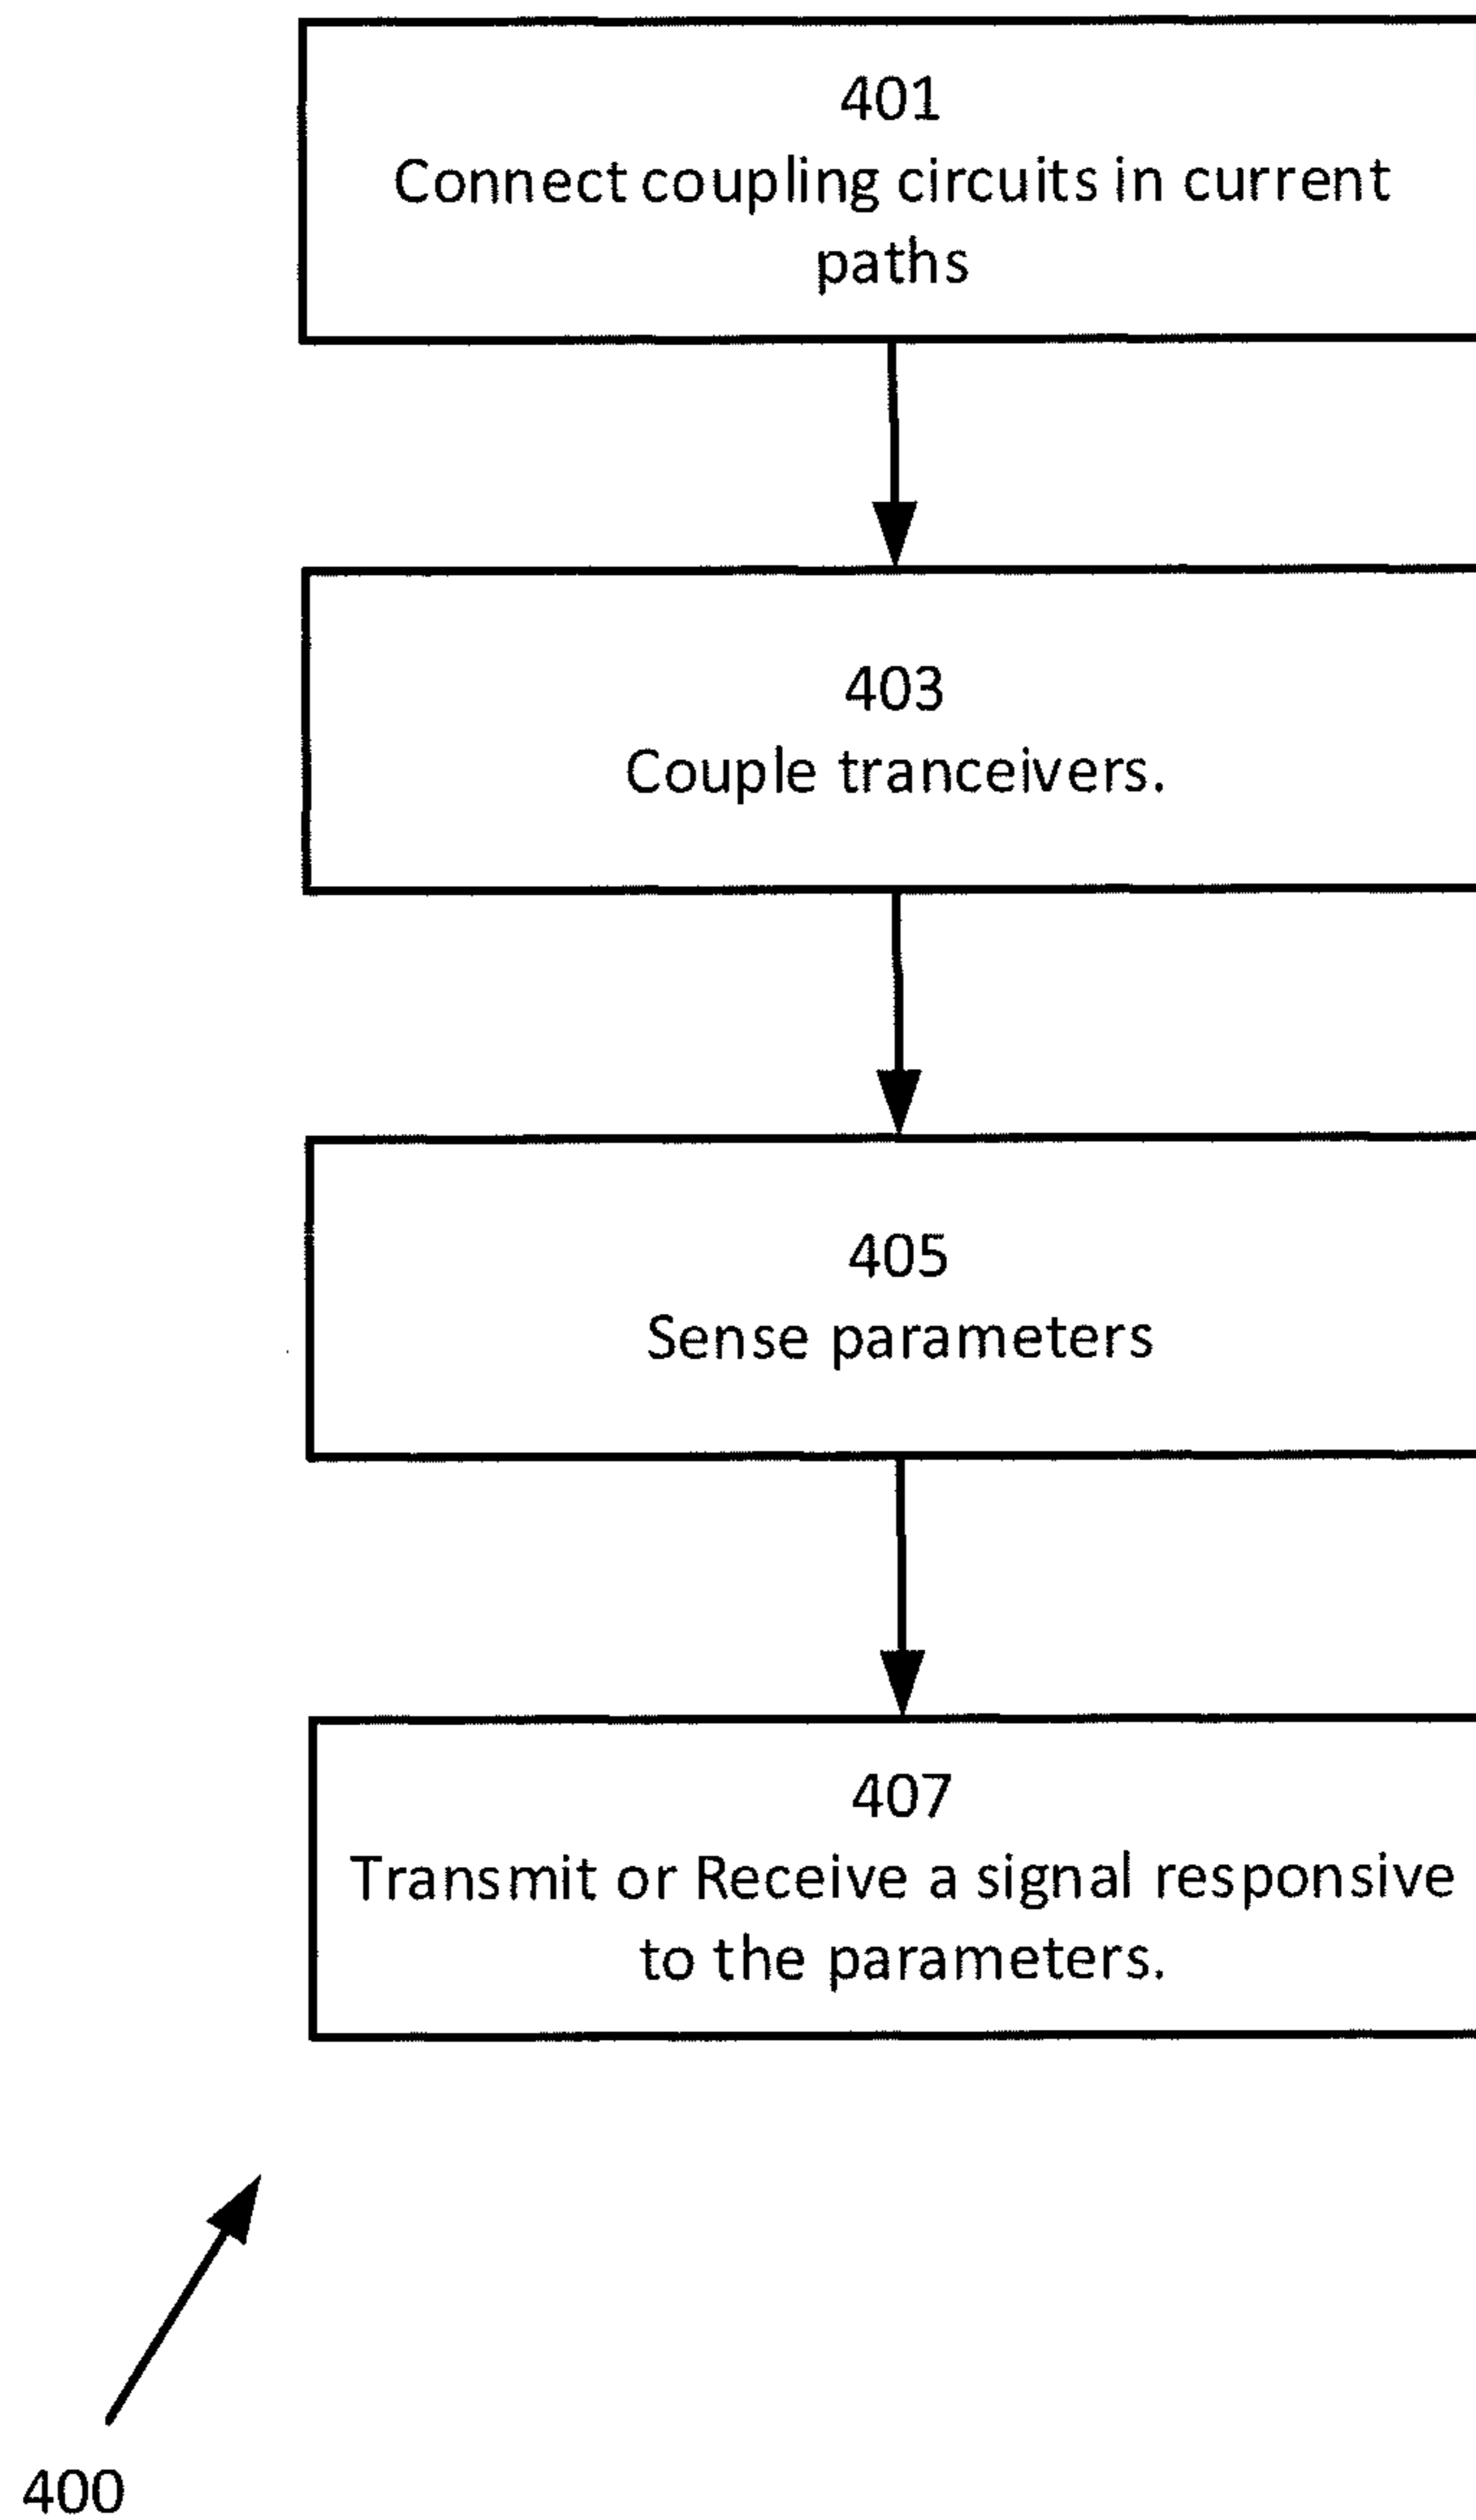 401
Connect coupling circuits in current
paths
403
Couple tranceivers.
405
Sense parameters
407
Transmit or Receive a signal responsive
to the parameters.
400